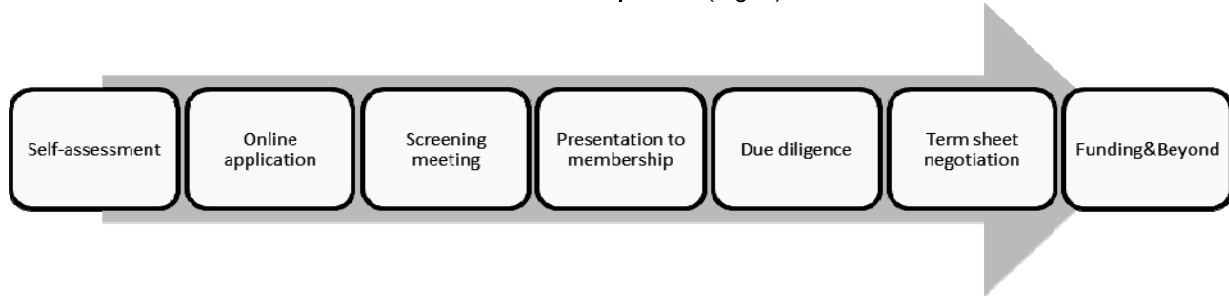 Self-assessment
Online
application
Screening
meeting
Presentation to
membership
Due diligence
Term sheet
negotiation
Funding&Beyond